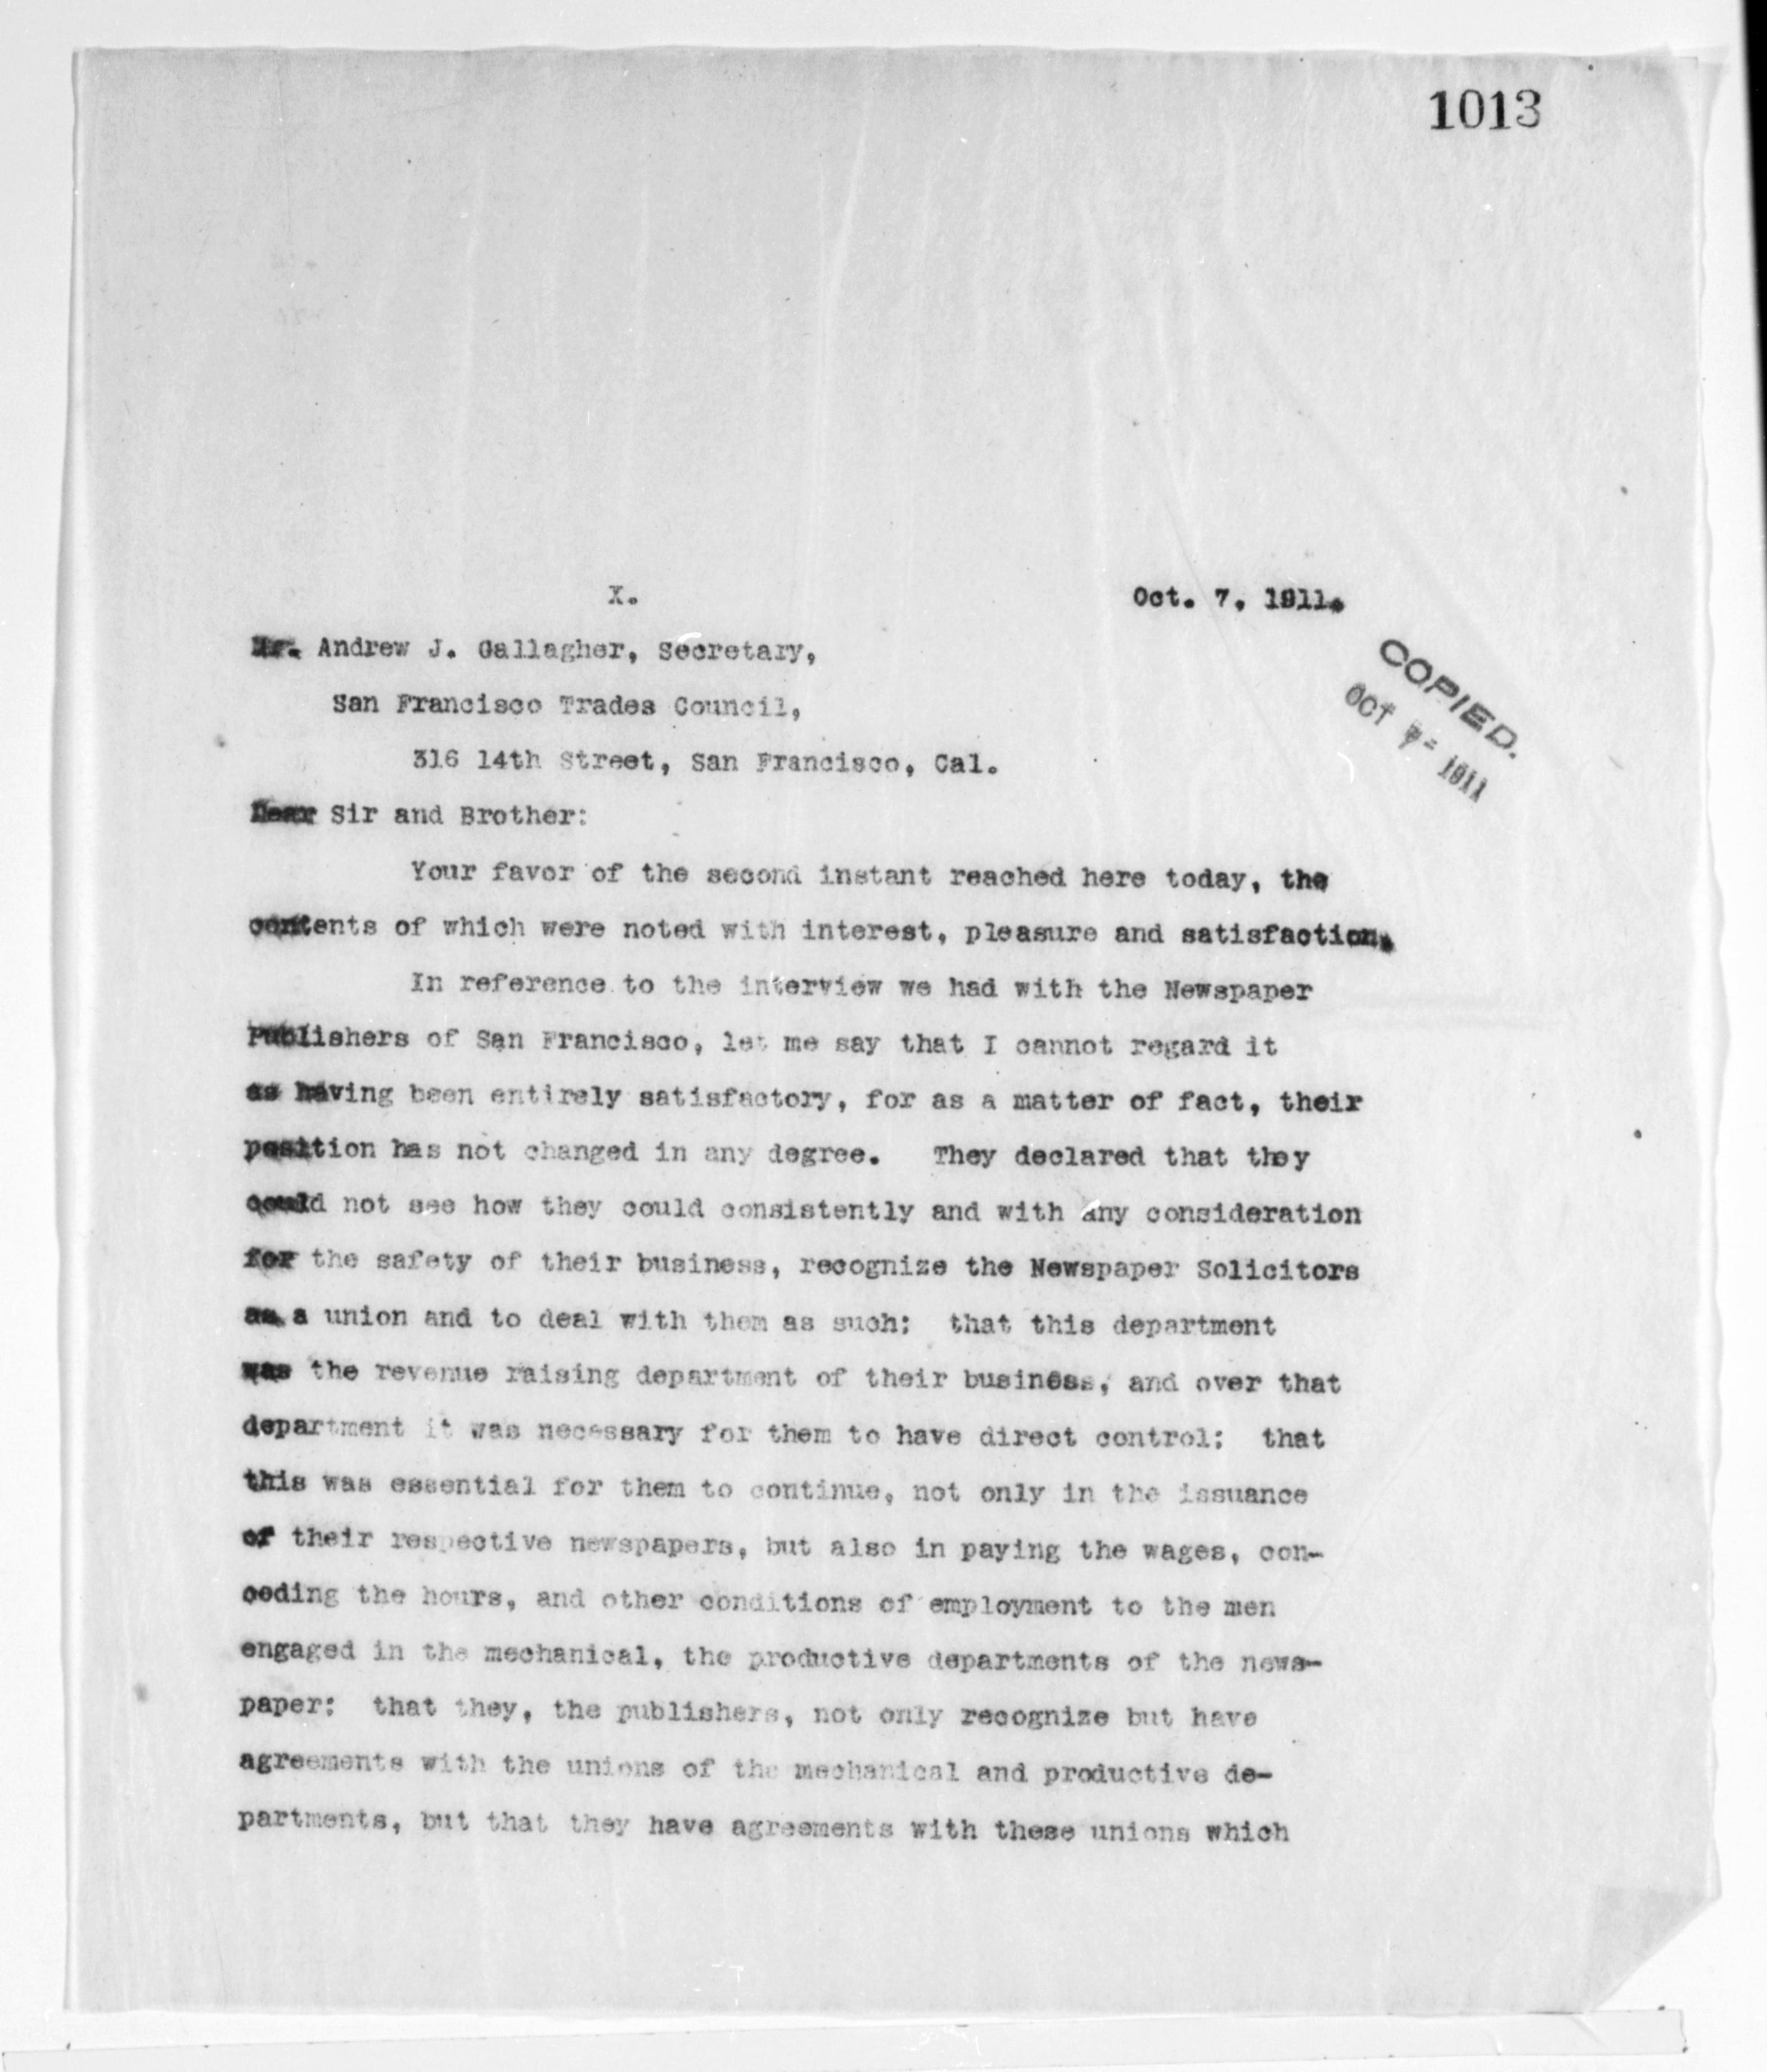 1013
X. Oct. 7, 1911.
Mr. Andrew J. Gallagher, Secretary,
San Francisco Trades Council,
316 14th Street, San Francisco, Cal.
COPIED.
OCT 7- 1911
Dear Sir and Brother:
Your favor of the second instant reached here today, the
contents of which were noted with interest, pleasure and satisfaction.
In reference to the interview we had with the Newspaper
Publishers of San Francisco, let me say that I cannot regard it
as having been entirely satisfactory, for as a matter of fact, their
position has not changed in any degree. They declared that they
could not see how they could consistently and with any consideration
for the safety of their business, recognize the Newspaper Solicitors
as a union and to deal with them as such; that this department
was the revenue raising department of their business, and over that
department it was necessary for them to have direct control; that
this was essential for them to continue, not only in the issuance
of their respective newspapers, but also in paying the wages, con-
ceding the hours, and other conditions of employment to the men
engaged in the mechanical, the productive departments of the news-
paper; that they, the publishers, not only recognize but have
agreements with the unions of the mechanical and productive de-
partments, but that they have agreements with these unions which